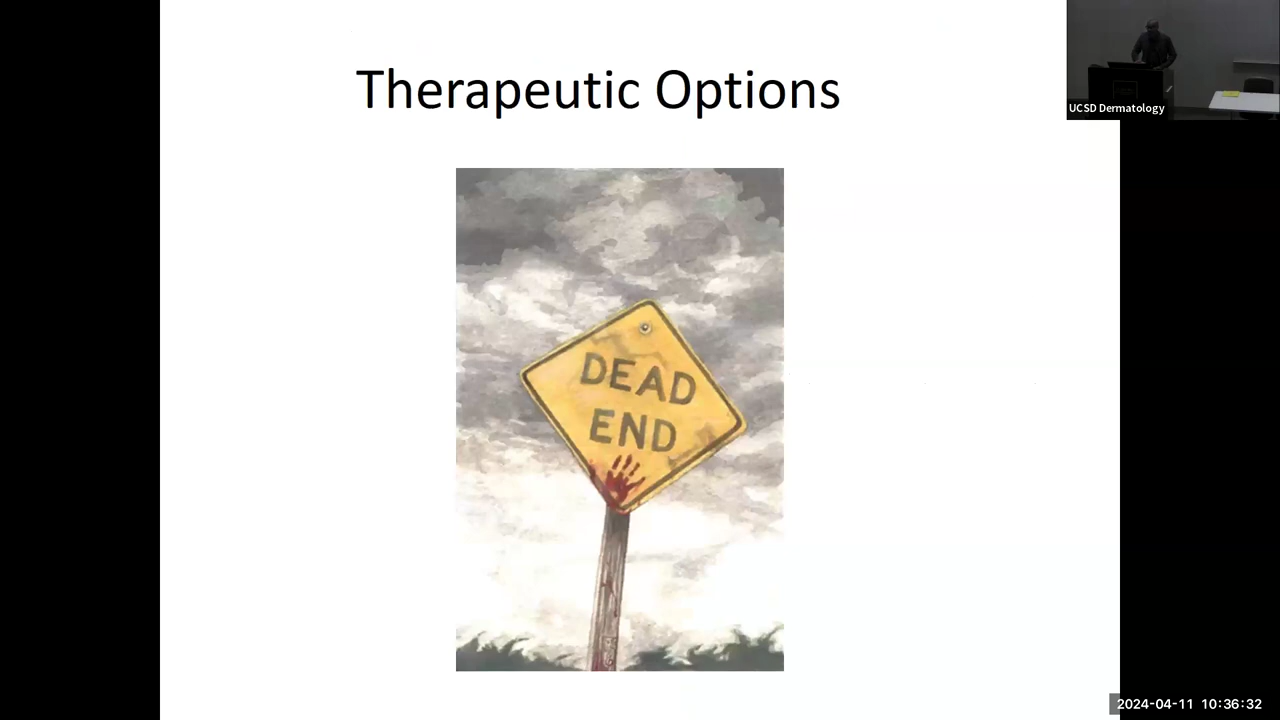 Therapeutic Options
UCSD Dermatology
DEAD
END
2024-04-11 10:36:32